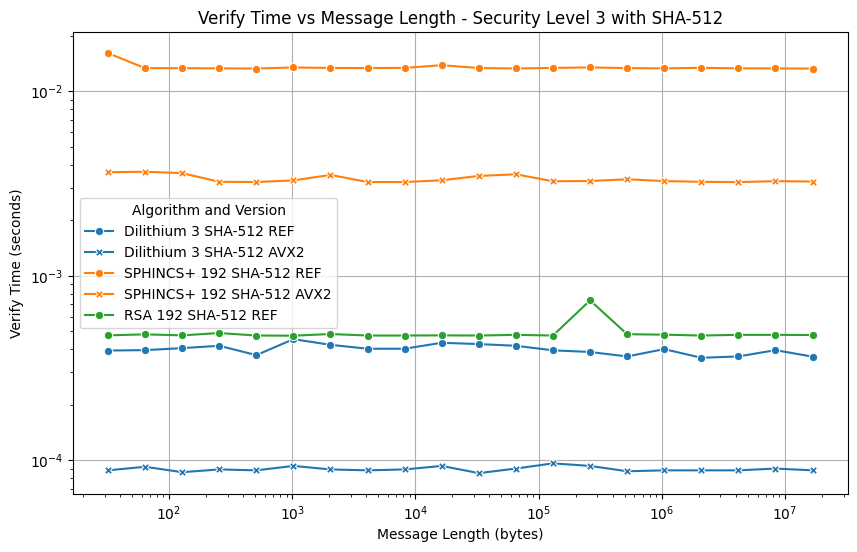 Verify Time vs Message Length - Security Level 3 with SHA-512
Verify Time (seconds)
10⁻²
10⁻³
10⁻⁴
Algorithm and Version
Dilithium 3 SHA-512 REF
Dilithium 3 SHA-512 AVX2
SPHINCS+ 192 SHA-512 REF
SPHINCS+ 192 SHA-512 AVX2
RSA 192 SHA-512 REF
10² 10³ 10⁴ 10⁵ 10⁶ 10⁷
Message Length (bytes)